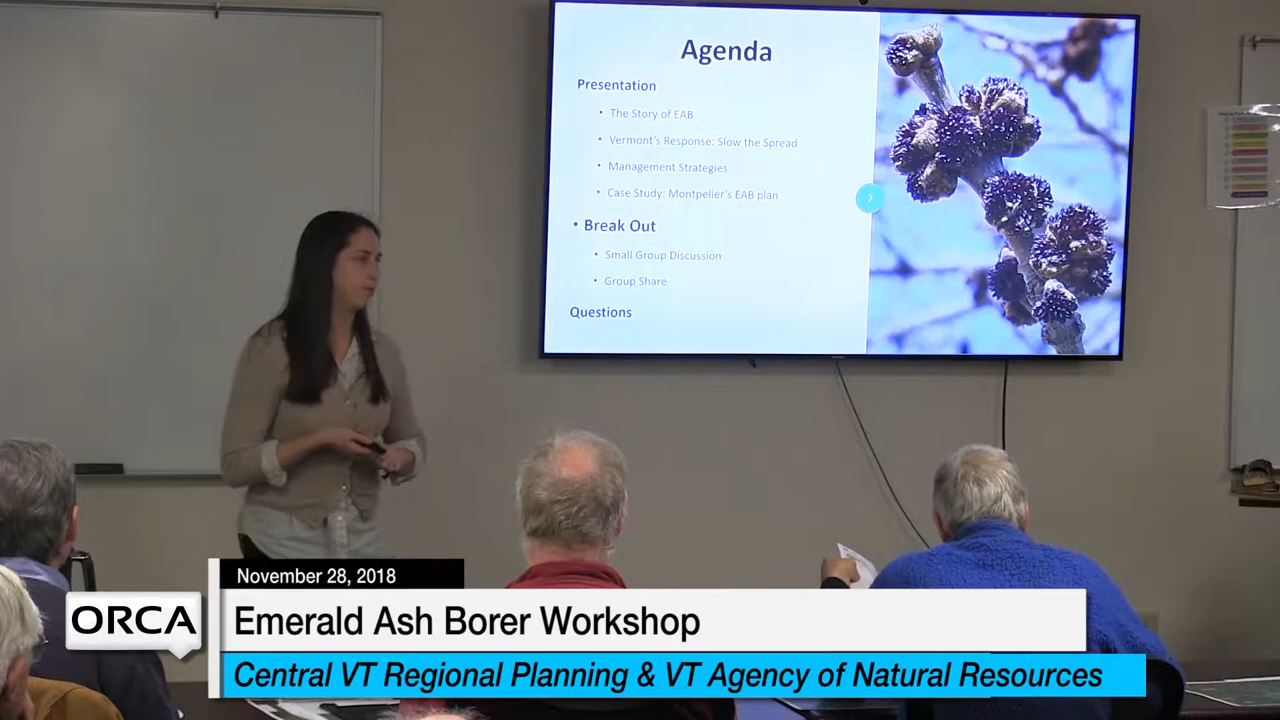 Agenda
Presentation
• The Story of EAB
• Vermont's Response: Slow the Spread
• Management Strategies
• Case Study: Montpelier's EAB plan
• Break Out
• Small Group Discussion
• Group Share
Questions
November 28, 2018
ORCA
Emerald Ash Borer Workshop
Central VT Regional Planning & VT Agency of Natural Resources